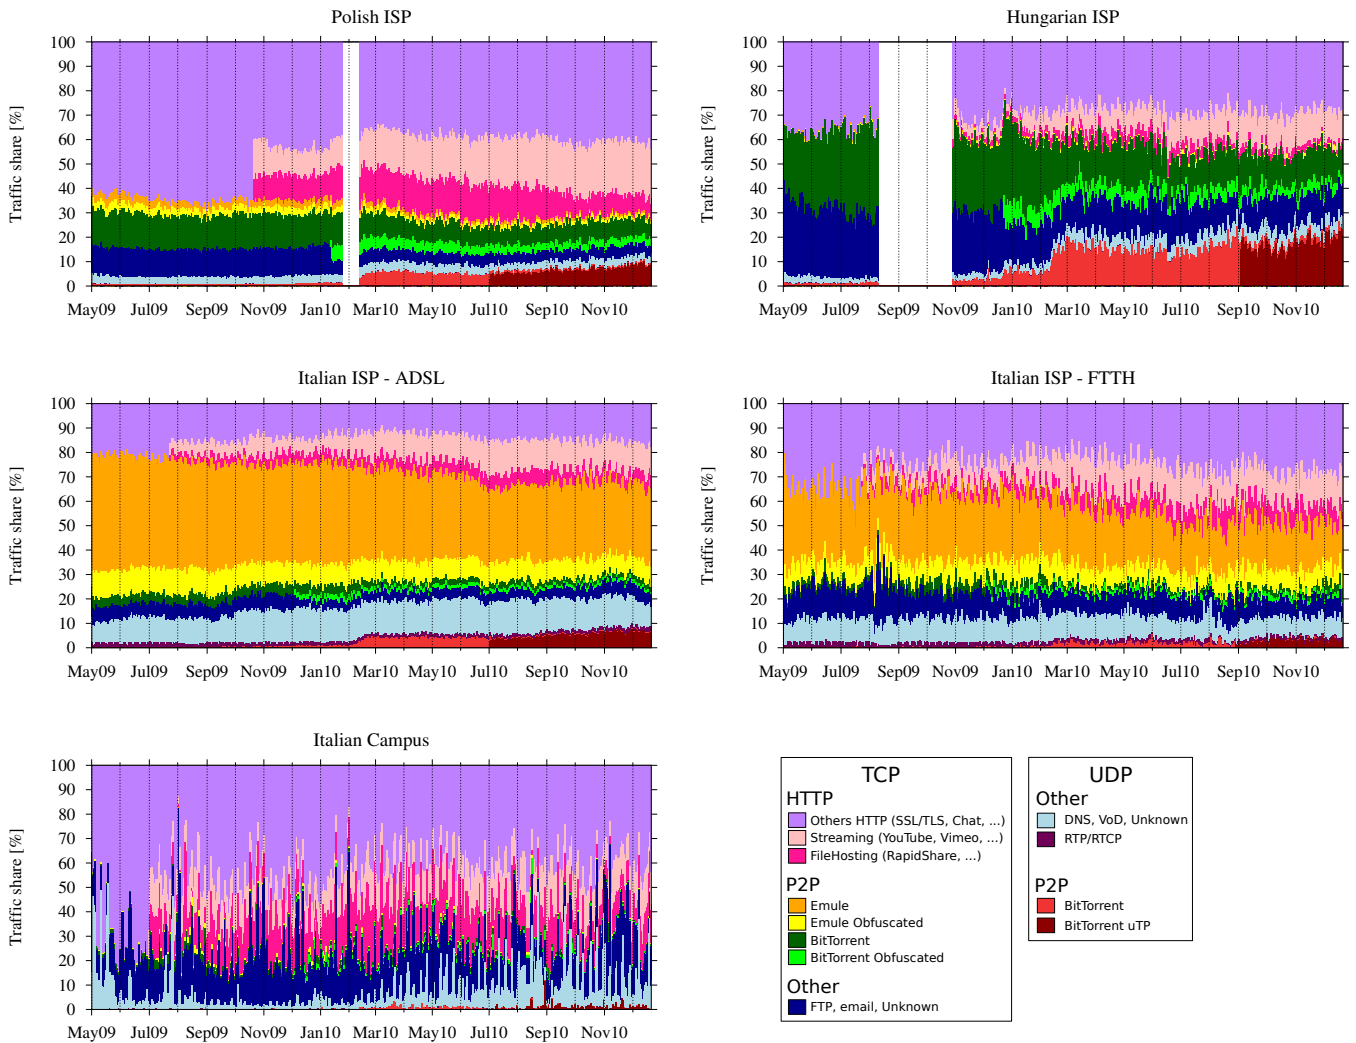 Polish ISP
Traffic share [%]
100
90
80
70
60
50
40
30
20
10
0
May09 Jul09 Sep09 Nov09 Jan10 Mar10 May10 Jul10 Sep10 Nov10
Hungarian ISP
Traffic share [%]
100
90
80
70
60
50
40
30
20
10
0
May09 Jul09 Sep09 Nov09 Jan10 Mar10 May10 Jul10 Sep10 Nov10
Italian ISP - ADSL
Traffic share [%]
100
90
80
70
60
50
40
30
20
10
0
May09 Jul09 Sep09 Nov09 Jan10 Mar10 May10 Jul10 Sep10 Nov10
Italian ISP - FTTH
Traffic share [%]
100
90
80
70
60
50
40
30
20
10
0
May09 Jul09 Sep09 Nov09 Jan10 Mar10 May10 Jul10 Sep10 Nov10
Italian Campus
Traffic share [%]
100
90
80
70
60
50
40
30
20
10
0
May09 Jul09 Sep09 Nov09 Jan10 Mar10 May10 Jul10 Sep10 Nov10
TCP
HTTP
Others HTTP (SSL/TLS, Chat, ...)
Streaming (YouTube, Vimeo, ...)
FileHosting (RapidShare, ...)
P2P
Emule
Emule Obfuscated
BitTorrent
BitTorrent Obfuscated
Other
FTP, email, Unknown
UDP
Other
DNS, VoD, Unknown
RTP/RTCP
P2P
BitTorrent
BitTorrent uTP